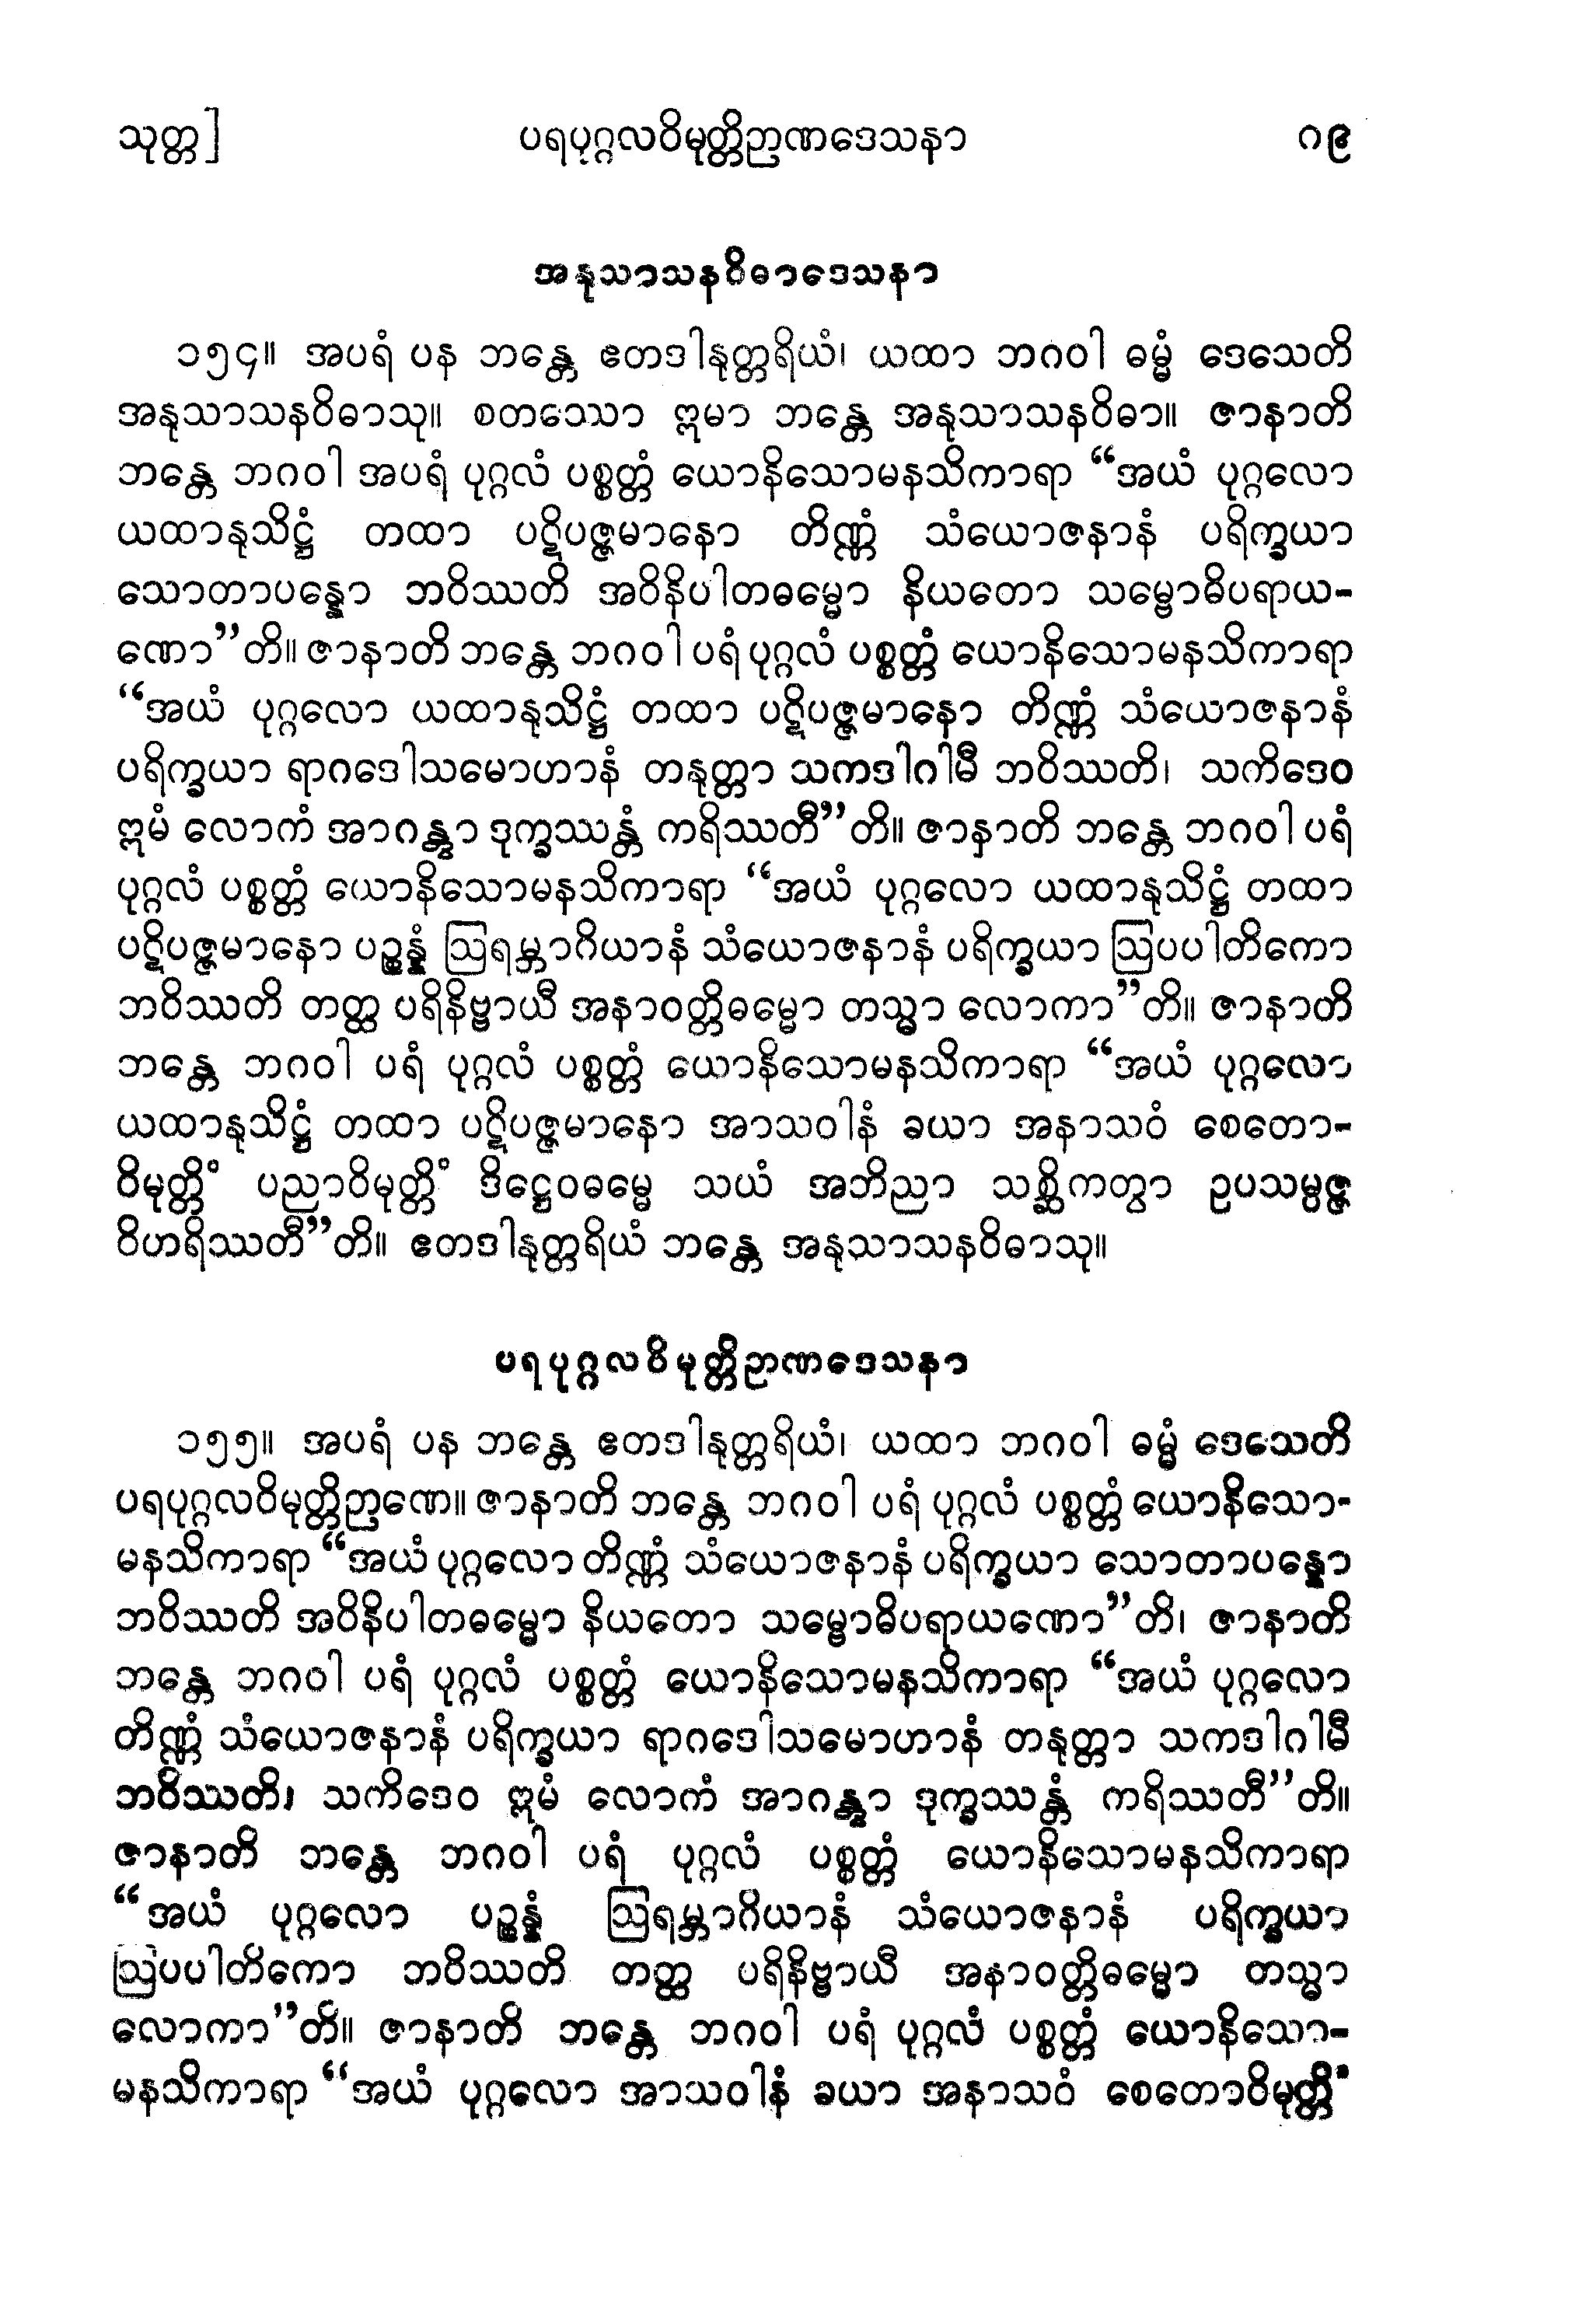 သုတ္တ] ပရပုဂ္ဂလဝိမုတ္တိဉာဏဒေသနာ ဂ၉
အနုသာသနဝိဓာဒေသနာ
၁၅၄။ အပရံ ပန ဘန္တေ ဧတဒါနုတ္တရိယံ၊ ယထာ ဘဂဝါ ဓမ္မံ ဒေသေတိ
အနုသာသနဝိဓာသု။ စတဿော ဣမာ ဘန္တေ အနုသာသနဝိဓာ။ ဇာနာတိ
ဘန္တေ ဘဂဝါ အပရံ ပုဂ္ဂလံ ပစ္စတ္တံ ယောနိသောမနသိကာရာ “အယံ ပုဂ္ဂလော
ယထာနုသိဋ္ဌံ တထာ ပဋိပဇ္ဇမာနော တိဏ္ဏံ သံယောဇနာနံ ပရိက္ခယာ
သောတာပန္နော ဘဝိဿတိ အဝိနိပါတဓမ္မော နိယတော သမ္ဗောဓိပရာယ-
ဏော”တိ။ ဇာနာတိ ဘန္တေ ဘဂဝါ ပရံ ပုဂ္ဂလံ ပစ္စတ္တံ ယောနိသောမနသိကာရာ
“အယံ ပုဂ္ဂလော ယထာနုသိဋ္ဌံ တထာ ပဋိပဇ္ဇမာနော တိဏ္ဏံ သံယောဇနာနံ
ပရိက္ခယာ ရာဂဒေါသမောဟာနံ တနုတ္တာ သကဒါဂါမီ ဘဝိဿတိ၊ သကိဒေဝ
ဣမံ လောကံ အာဂန္တွာ ဒုက္ခဿန္တံ ကရိဿတီ”တိ။ ဇာနာတိ ဘန္တေ ဘဂဝါ ပရံ
ပုဂ္ဂလံ ပစ္စတ္တံ ယောနိသောမနသိကာရာ “အယံ ပုဂ္ဂလော ယထာနုသိဋ္ဌံ တထာ
ပဋိပဇ္ဇမာနော ပဉ္စန္နံ ဩရမ္ဘာဂိယာနံ သံယောဇနာနံ ပရိက္ခယာ ဩပပါတိကော
ဘဝိဿတိ တတ္ထ ပရိနိဗ္ဗာယီ အနာဝတ္တိဓမ္မော တသ္မာ လောကာ”တိ။ ဇာနာတိ
ဘန္တေ ဘဂဝါ ပရံ ပုဂ္ဂလံ ပစ္စတ္တံ ယောနိသောမနသိကာရာ “အယံ ပုဂ္ဂလော
ယထာနုသိဋ္ဌံ တထာ ပဋိပဇ္ဇမာနော အာသဝါနံ ခယာ အနာသဝံ စေတော-
ဝိမုတ္တိံ ပညာဝိမုတ္တိံ ဒိဋ္ဌေဝဓမ္မေ သယံ အဘိညာ သစ္ဆိကတွာ ဥပသမ္ပဇ္ဇ
ဝိဟရိဿတီ”တိ။ ဧတဒါနုတ္တရိယံ ဘန္တေ အနုသာသနဝိဓာသု။
ပရပုဂ္ဂလဝိမုတ္တိဉာဏဒေသနာ
၁၅၅။ အပရံ ပန ဘန္တေ ဧတဒါနုတ္တရိယံ၊ ယထာ ဘဂဝါ ဓမ္မံ ဒေသေတိ
ပရပုဂ္ဂလဝိမုတ္တိဉာဏေ။ ဇာနာတိ ဘန္တေ ဘဂဝါ ပရံ ပုဂ္ဂလံ ပစ္စတ္တံ ယောနိသော-
မနသိကာရာ “အယံ ပုဂ္ဂလော တိဏ္ဏံ သံယောဇနာနံ ပရိက္ခယာ သောတာပန္နော
ဘဝိဿတိ အဝိနိပါတဓမ္မော နိယတော သမ္ဗောဓိပရာယဏော”တိ၊ ဇာနာတိ
ဘန္တေ ဘဂဝါ ပရံ ပုဂ္ဂလံ ပစ္စတ္တံ ယောနိသောမနသိကာရာ “အယံ ပုဂ္ဂလော
တိဏ္ဏံ သံယောဇနာနံ ပရိက္ခယာ ရာဂဒေါသမောဟာနံ တနုတ္တာ သကဒါဂါမီ
ဘဝိဿတိ၊ သကိဒေဝ ဣမံ လောကံ အာဂန္တွာ ဒုက္ခဿန္တံ ကရိဿတီ”တိ။
ဇာနာတိ ဘန္တေ ဘဂဝါ ပရံ ပုဂ္ဂလံ ပစ္စတ္တံ ယောနိသောမနသိကာရာ
“အယံ ပုဂ္ဂလော ပဉ္စန္နံ ဩရမ္ဘာဂိယာနံ သံယောဇနာနံ ပရိက္ခယာ
ဩပပါတိကော ဘဝိဿတိ တတ္ထ ပရိနိဗ္ဗာယီ အနာဝတ္တိဓမ္မော တသ္မာ
လောကာ”တိ။ ဇာနာတိ ဘန္တေ ဘဂဝါ ပရံ ပုဂ္ဂလံ ပစ္စတ္တံ ယောနိသော-
မနသိကာရာ “အယံ ပုဂ္ဂလော အာသဝါနံ ခယာ အနာသဝံ စေတောဝိမုတ္တိံ